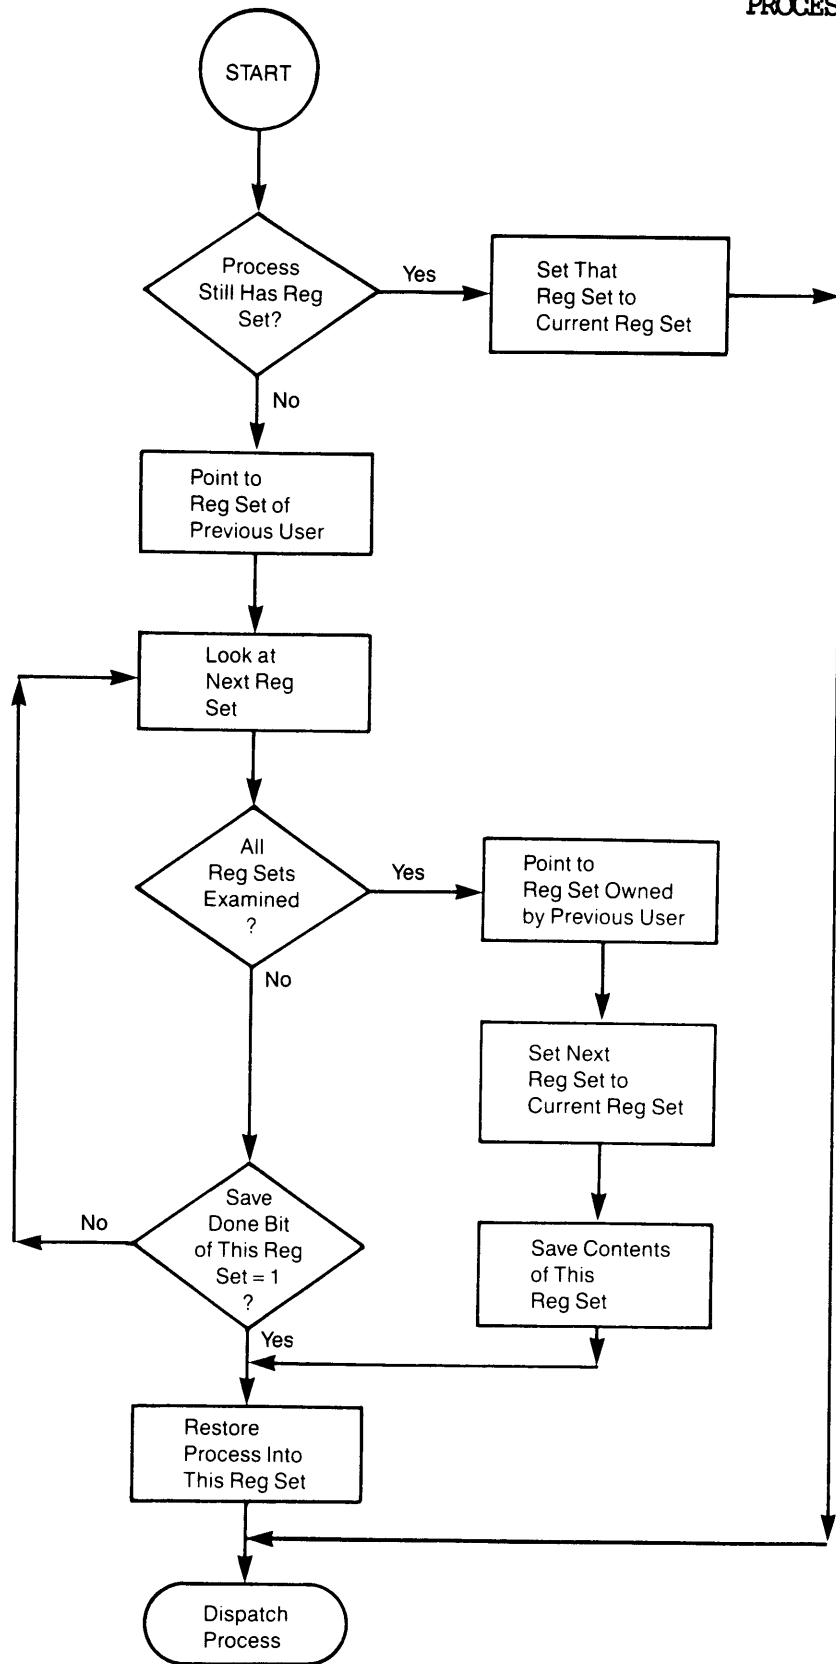 PROCES
START
Process
Still Has Reg
Set?
Yes
Set That
Reg Set to
Current Reg Set
No
Point to
Reg Set of
Previous User
Look at
Next Reg
Set
All
Reg Sets
Examined
?
Yes
Point to
Reg Set Owned
by Previous User
No
Set Next
Reg Set to
Current Reg Set
Save
Done Bit
of This Reg
Set = 1
?
No
Save Contents
of This
Reg Set
Yes
Restore
Process Into
This Reg Set
Dispatch
Process